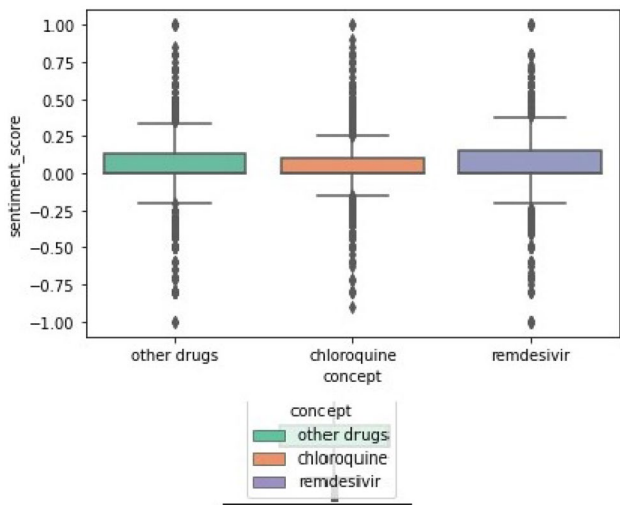 1.00
0.75
0.50
0.25
0.00
−0.25
−0.50
−0.75
−1.00
sentiment_score
other drugs chloroquine remdesivir
concept
concept
other drugs
chloroquine
remdesivir